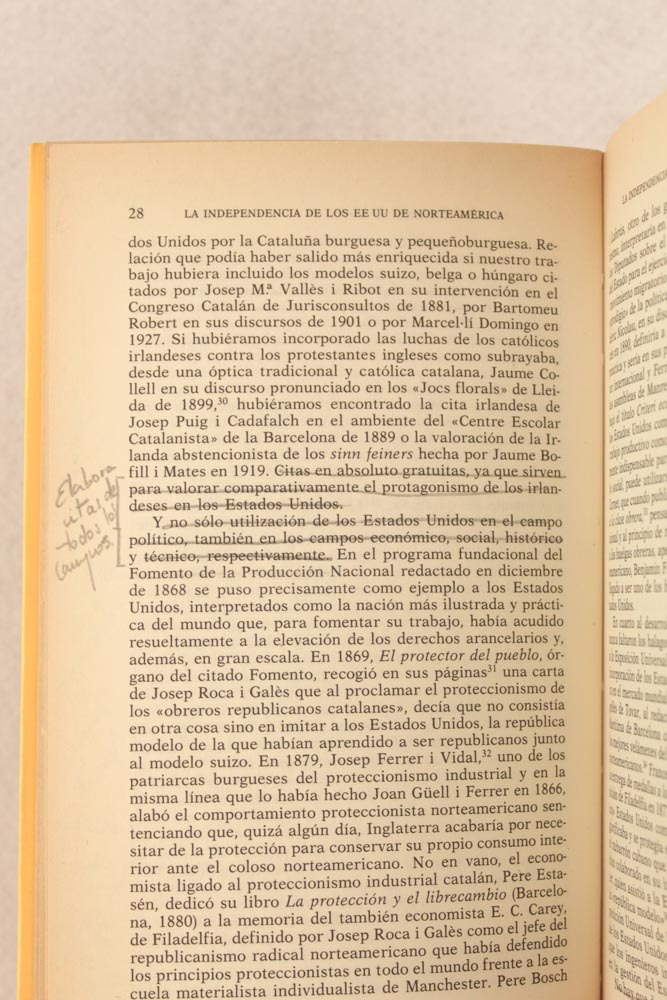 28 LA INDEPENDENCIA DE LOS EE UU DE NORTEAMÉRICA
dos Unidos por la Cataluña burguesa y pequeñoburguesa. Re-
lación que podía haber salido más enriquecida si nuestro tra-
bajo hubiera incluido los modelos suizo, belga o húngaro ci-
tados por Josep M.ª Vallès i Ribot en su intervención en el
Congreso Catalán de Jurisconsultos de 1881, por Bartomeu
Robert en sus discursos de 1901 o por Marcel·lí Domingo en
1927. Si hubiéramos incorporado las luchas de los católicos
irlandeses contra los protestantes ingleses como subrayaba,
desde una óptica tradicional y católica catalana, Jaume Co-
llell en su discurso pronunciado en los «Jocs florals» de Llei-
da de 1899,30 hubiéramos encontrado la cita irlandesa de
Josep Puig i Cadafalch en el ambiente del «Centre Escolar
Catalanista» de la Barcelona de 1889 o la valoración de la Ir-
landa abstencionista de los sinn feiners hecha por Jaume Bo-
fill i Mates en 1919. Citas en absoluto gratuitas, ya que sirven
para valorar comparativamente el protagonismo de los irlan-
deses en los Estados Unidos.
Y no sólo utilización de los Estados Unidos en el campo
político, también en los campos económico, social, histórico
y técnico, respectivamente. En el programa fundacional del
Fomento de la Producción Nacional redactado en diciembre
de 1868 se puso precisamente como ejemplo a los Estados
Unidos, interpretados como la nación más ilustrada y prácti-
ca del mundo que, para fomentar su trabajo, había acudido
resueltamente a la elevación de los derechos arancelarios y,
además, en gran escala. En 1869, El protector del pueblo, ór-
gano del citado Fomento, recogió en sus páginas31 una carta
de Josep Roca i Galès que al proclamar el proteccionismo de
los «obreros republicanos catalanes», decía que no consistía
en otra cosa sino en imitar a los Estados Unidos, la república
modelo de la que habían aprendido a ser republicanos junto
al modelo suizo. En 1879, Josep Ferrer i Vidal,32 uno de los
patriarcas burgueses del proteccionismo industrial y en la
misma línea que lo había hecho Joan Güell i Ferrer en 1866,
alabó el comportamiento proteccionista norteamericano sen-
tenciando que, quizá algún día, Inglaterra acabaría por nece-
sitar de la protección para conservar su propio consumo inte-
rior ante el coloso norteamericano. No en vano, el econo-
mista ligado al proteccionismo industrial catalán, Pere Esta-
sén, dedicó su libro La protección y el librecambio (Barcelo-
na, 1880) a la memoria del también economista E. C. Carey,
de Filadelfia, definido por Josep Roca i Galès como el jefe del
republicanismo radical norteamericano que había defendido
los principios proteccionistas en todo el mundo frente a la es-
cuela materialista individualista de Manchester. Pere Bosch
Elabora
citas de
todos los
campos.